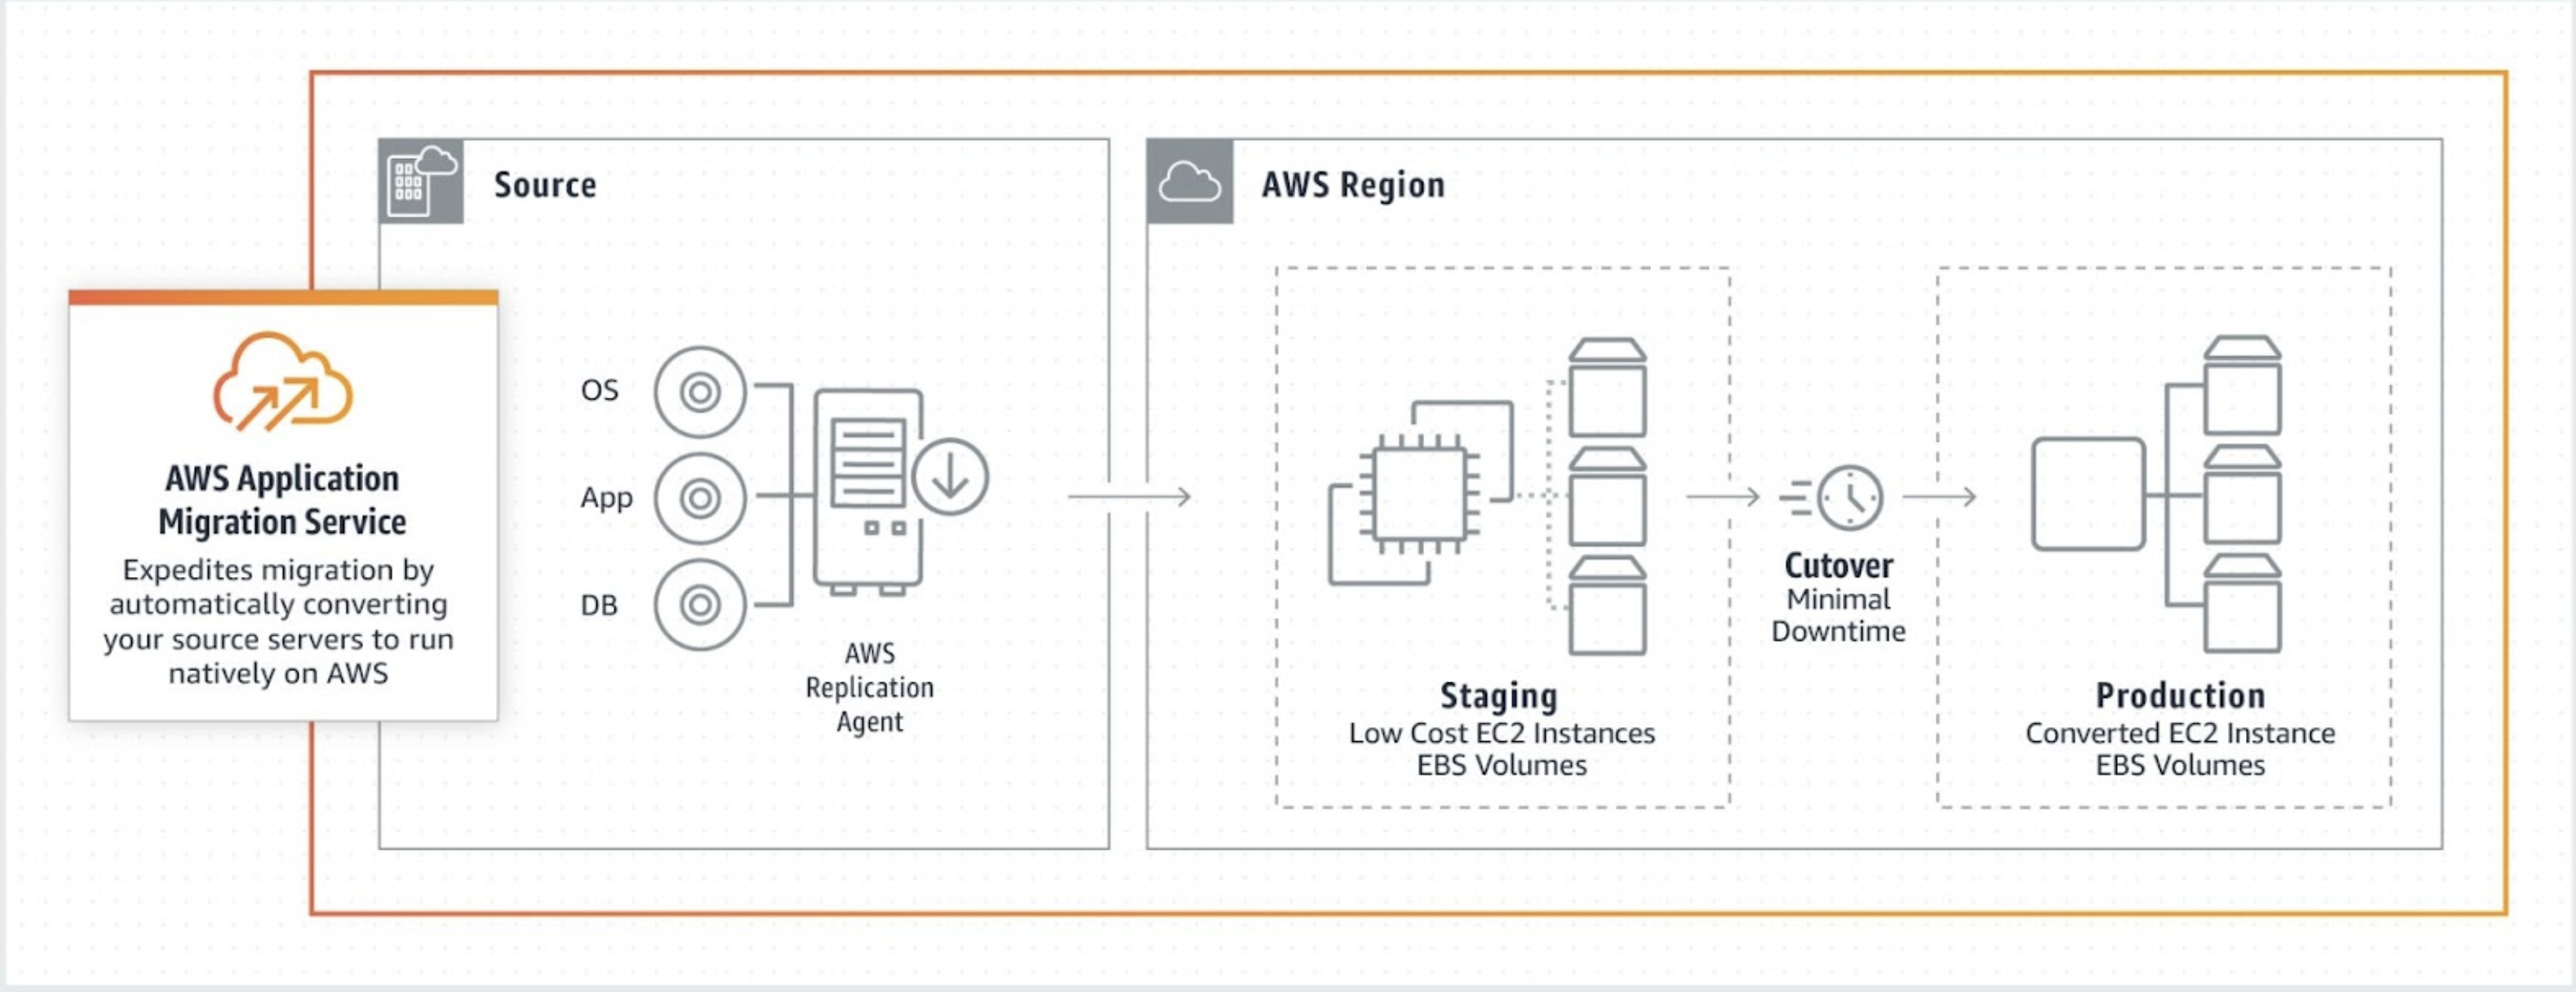 Source
AWS Region
AWS Application
Migration Service
Expedites migration by
automatically converting
your source servers to run
natively on AWS
OS
App
DB
AWS
Replication
Agent
Staging
Low Cost EC2 Instances
EBS Volumes
Cutover
Minimal
Downtime
Production
Converted EC2 Instance
EBS Volumes